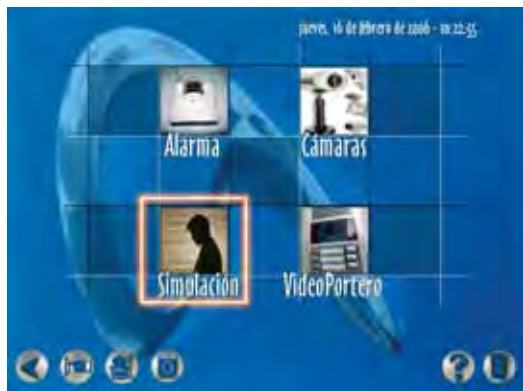 jueves, 16 de febrero de 2006 - 10:22:55
Alarma
Cámaras
Simulación
VideoPortero
?